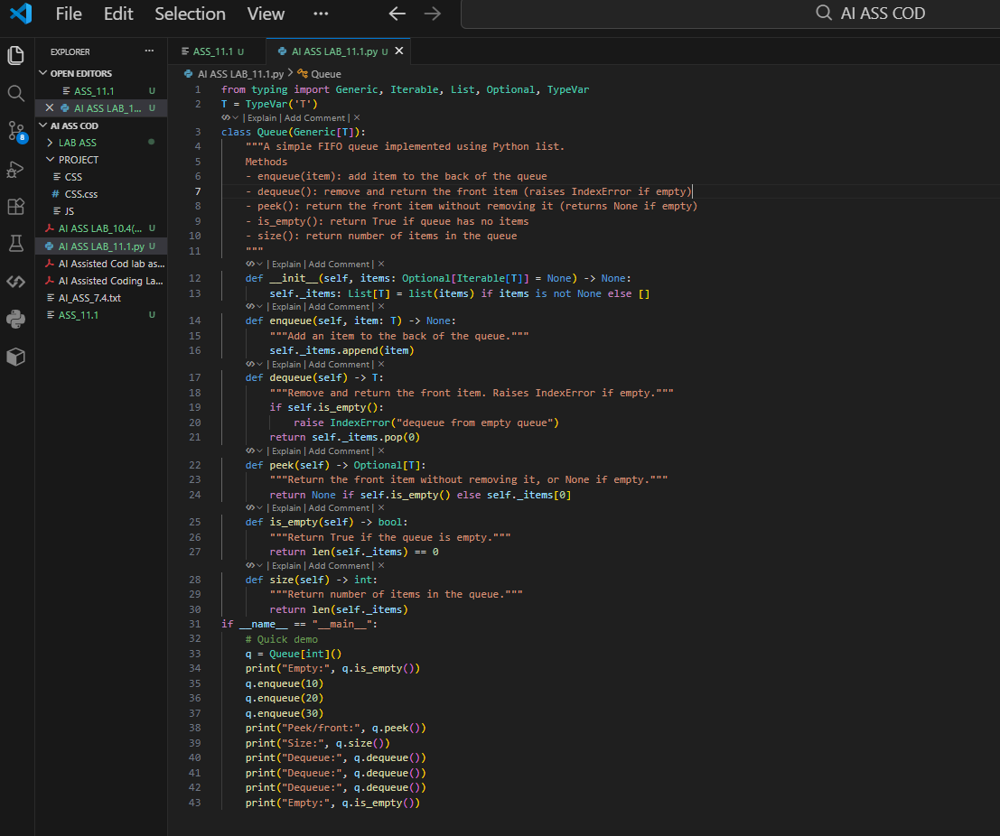 File Edit Selection View ··· AI ASS COD
EXPLORER ···
OPEN EDITORS
ASS_11.1 U
AI ASS LAB_1... U
AI ASS COD
LAB ASS
PROJECT
CSS
# CSS.css
JS
AI ASS LAB_10.4(... U
AI ASS LAB_11.1.py U
AI Assisted Cod lab as...
AI Assisted Coding La...
AI_ASS_7.4.txt
ASS_11.1 U
8
ASS_11.1 U AI ASS LAB_11.1.py U
AI ASS LAB_11.1.py > Queue
1 from typing import Generic, Iterable, List, Optional, TypeVar
2 T = TypeVar('T')
| Explain | Add Comment | X
3 class Queue(Generic[T]):
4 """A simple FIFO queue implemented using Python list.
5 Methods
6 - enqueue(item): add item to the back of the queue
7 - dequeue(): remove and return the front item (raises IndexError if empty)
8 - peek(): return the front item without removing it (returns None if empty)
9 - is_empty(): return True if queue has no items
10 - size(): return number of items in the queue
11 """
| Explain | Add Comment | X
12 def __init__(self, items: Optional[Iterable[T]] = None) -> None:
13 self._items: List[T] = list(items) if items is not None else []
| Explain | Add Comment | X
14 def enqueue(self, item: T) -> None:
15 """Add an item to the back of the queue."""
16 self._items.append(item)
| Explain | Add Comment | X
17 def dequeue(self) -> T:
18 """Remove and return the front item. Raises IndexError if empty."""
19 if self.is_empty():
20 raise IndexError("dequeue from empty queue")
21 return self._items.pop(0)
| Explain | Add Comment | X
22 def peek(self) -> Optional[T]:
23 """Return the front item without removing it, or None if empty."""
24 return None if self.is_empty() else self._items[0]
| Explain | Add Comment | X
25 def is_empty(self) -> bool:
26 """Return True if the queue is empty."""
27 return len(self._items) == 0
| Explain | Add Comment | X
28 def size(self) -> int:
29 """Return number of items in the queue."""
30 return len(self._items)
31 if __name__ == "__main__":
32 # Quick demo
33 q = Queue[int]()
34 print("Empty:", q.is_empty())
35 q.enqueue(10)
36 q.enqueue(20)
37 q.enqueue(30)
38 print("Peek/front:", q.peek())
39 print("Size:", q.size())
40 print("Dequeue:", q.dequeue())
41 print("Dequeue:", q.dequeue())
42 print("Dequeue:", q.dequeue())
43 print("Empty:", q.is_empty())